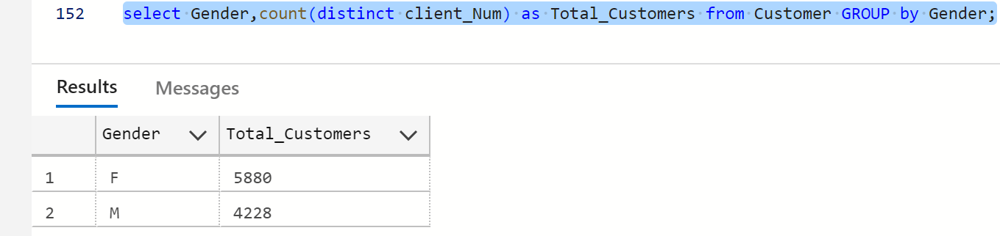 152 select Gender,count(distinct client_Num) as Total_Customers from Customer GROUP by Gender;
Results Messages
Gender Total_Customers
1 F 5880
2 M 4228